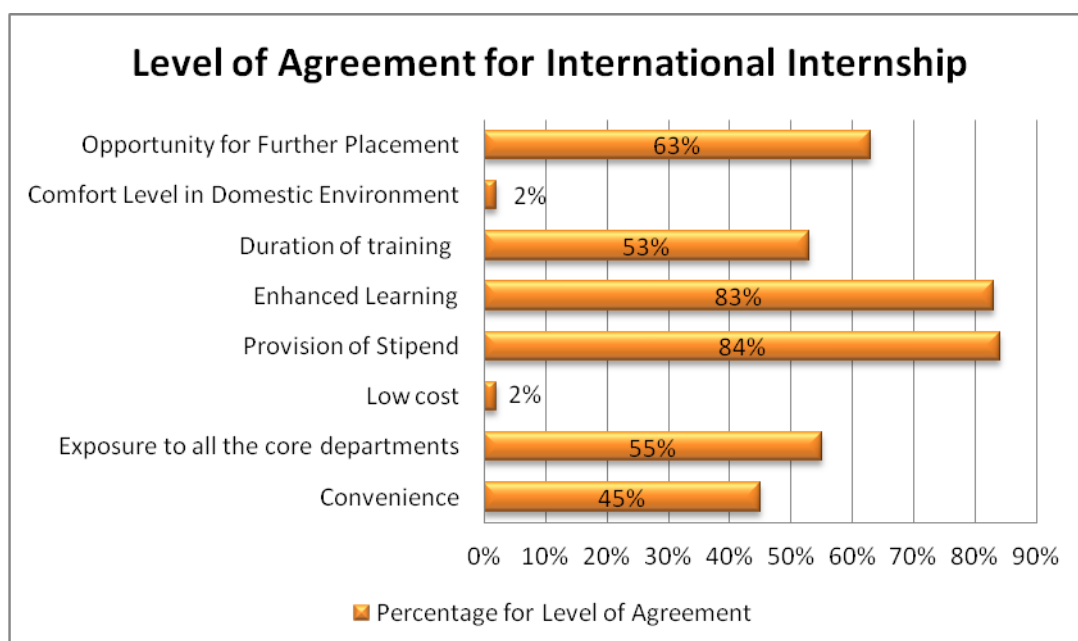 Level of Agreement for International Internship
Opportunity for Further Placement
63%
Comfort Level in Domestic Environment
2%
Duration of training
53%
Enhanced Learning
83%
Provision of Stipend
84%
Low cost
2%
Exposure to all the core departments
55%
Convenience
45%
0% 10% 20% 30% 40% 50% 60% 70% 80% 90%
Percentage for Level of Agreement